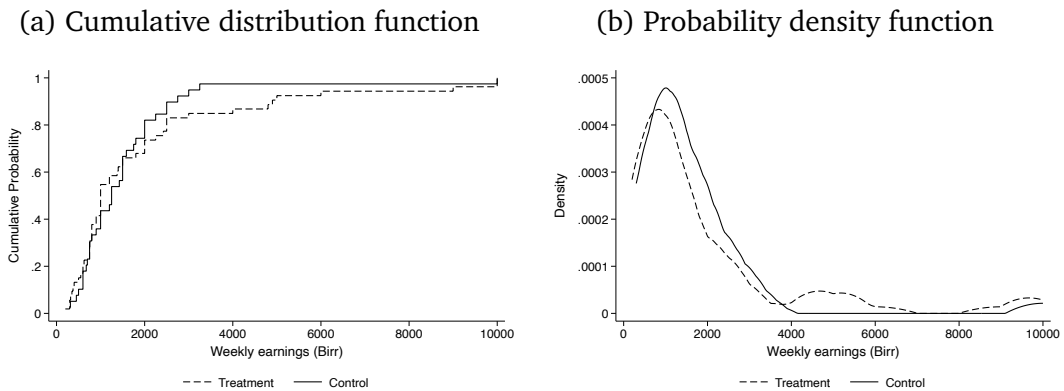 (a) Cumulative distribution function
1
.8
.6
.4
.2
0
Cumulative Probability
0 2000 4000 6000 8000 10000
Weekly earnings (Birr)
Treatment Control
(b) Probability density function
.0005
.0004
.0003
.0002
.0001
0
Density
0 2000 4000 6000 8000 10000
Weekly earnings (Birr)
Treatment Control